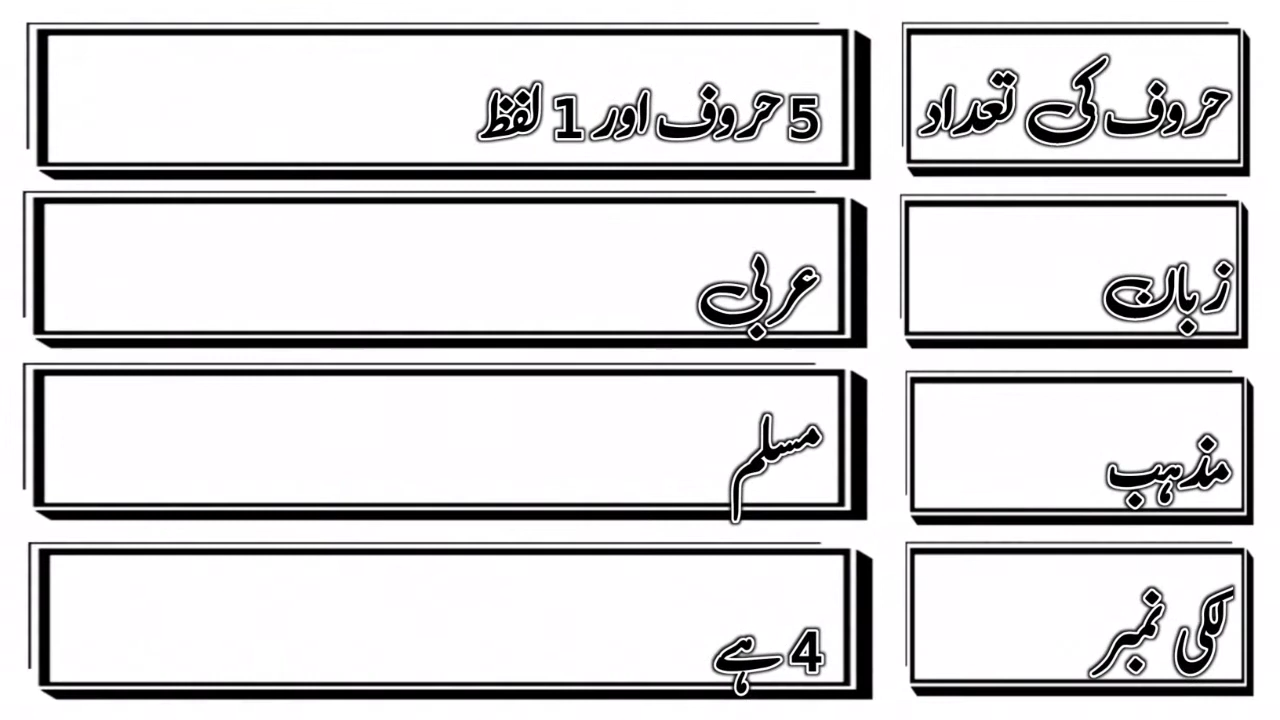 حروف کی تعداد
5 حروف اور 1 لفظ
زبان
عربی
مذہب
مسلم
لکی نمبر
4 ہے